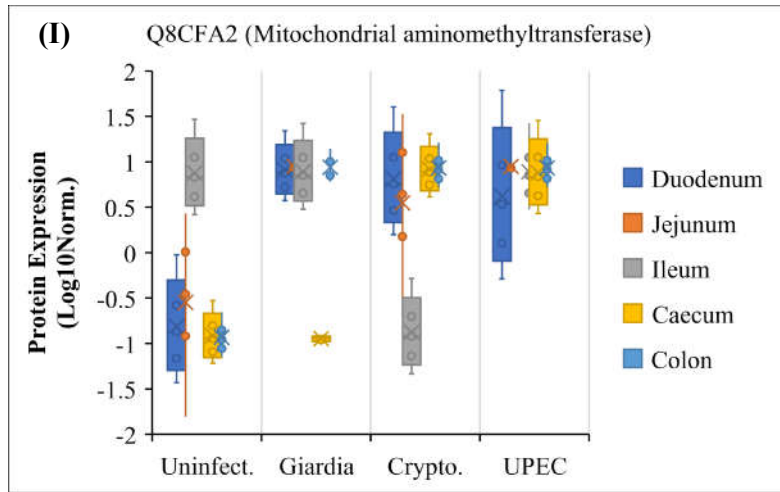 (I) Q8CFA2 (Mitochondrial aminomethyltransferase)
Protein Expression
(Log10Norm.)
2
1.5
1
0.5
0
-0.5
-1
-1.5
-2
Uninfect. Giardia Crypto. UPEC
Duodenum
Jejunum
Ileum
Caecum
Colon